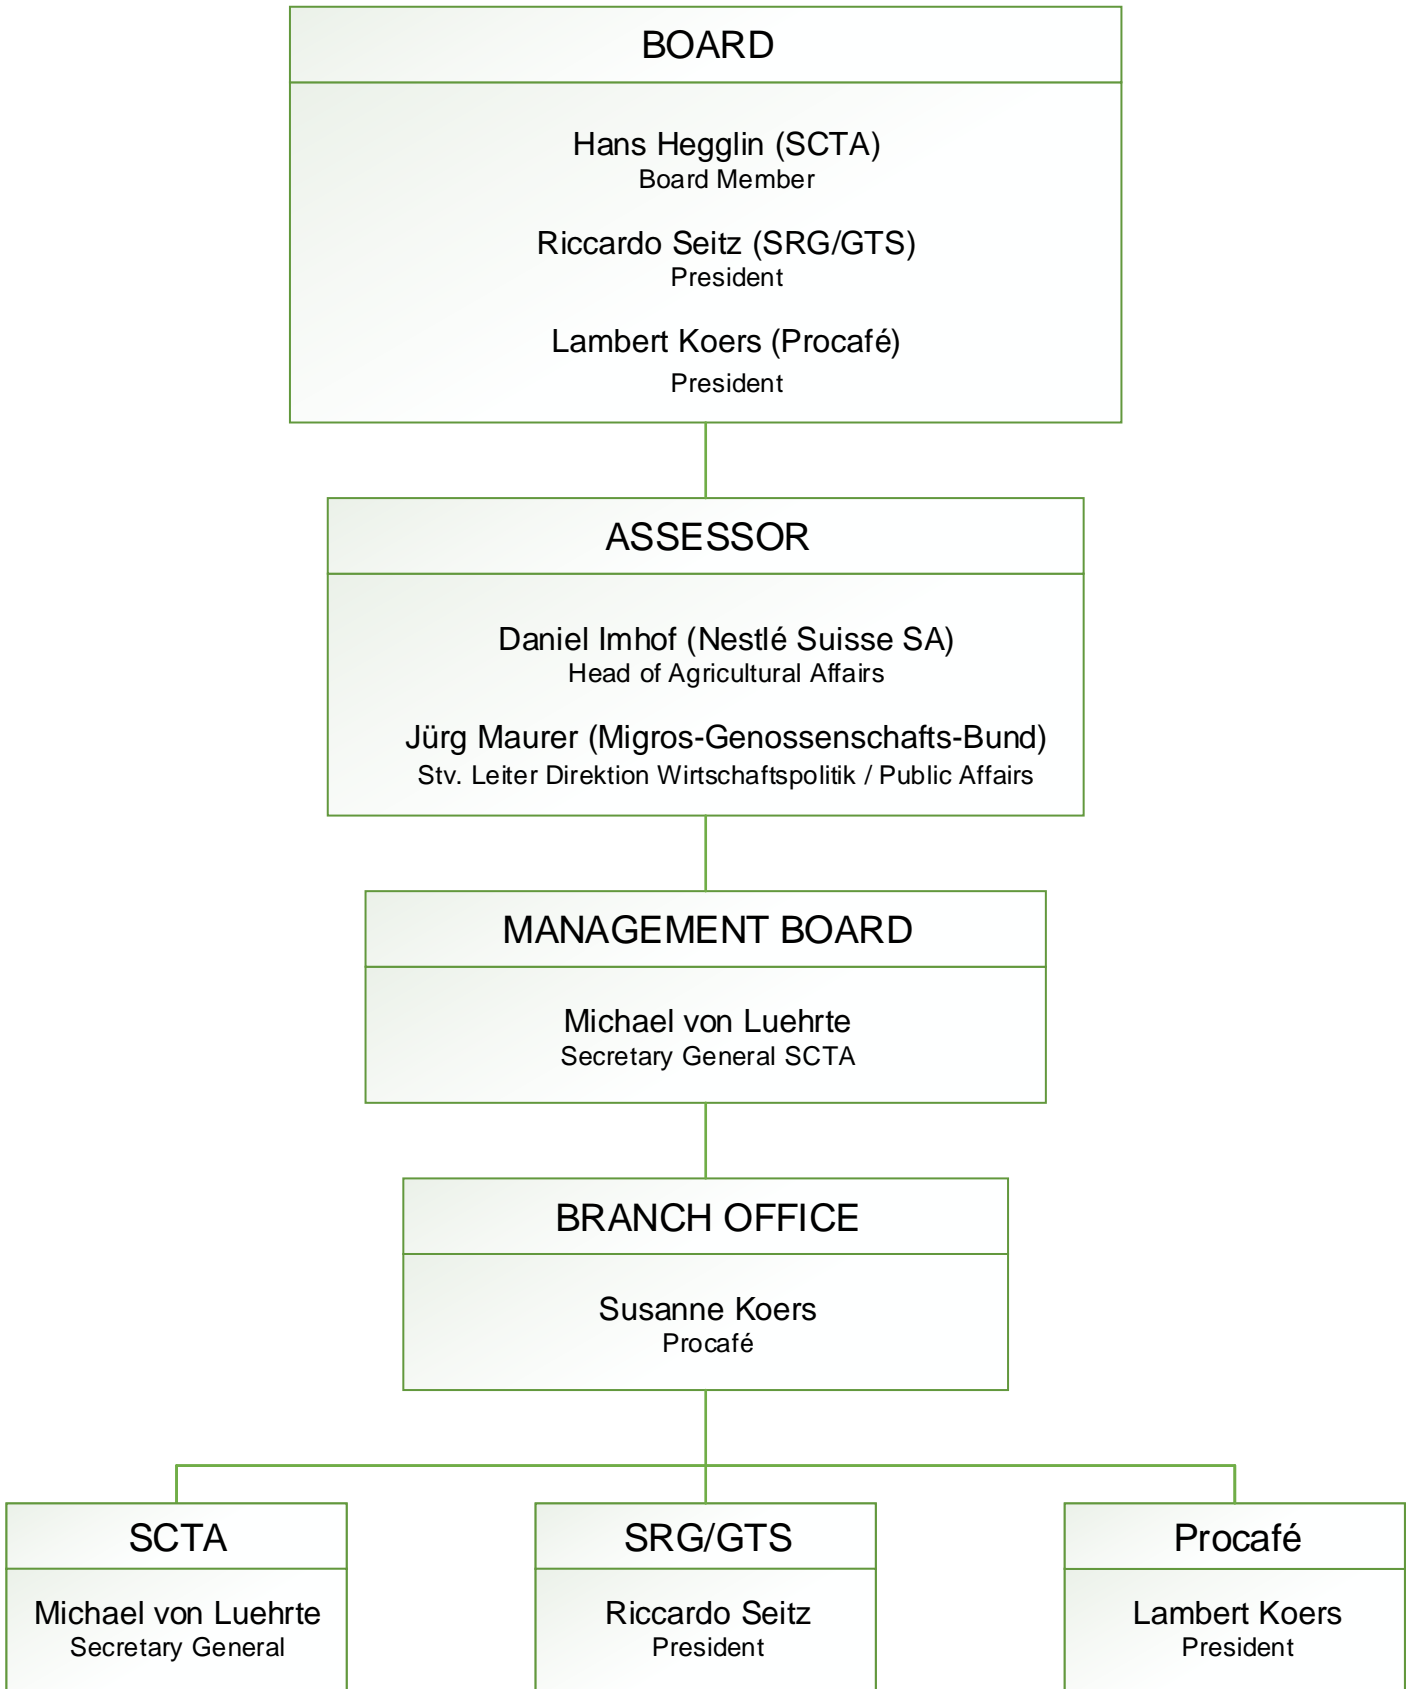 BOARD
Hans Hegglin (SCTA)
Board Member
Riccardo Seitz (SRG/GTS)
President
Lambert Koers (Procafé)
President
ASSESSOR
Daniel Imhof (Nestlé Suisse SA)
Head of Agricultural Affairs
Jürg Maurer (Migros-Genossenschafts-Bund)
Stv. Leiter Direktion Wirtschaftspolitik / Public Affairs
MANAGEMENT BOARD
Michael von Luehrte
Secretary General SCTA
BRANCH OFFICE
Susanne Koers
Procafé
SCTA
Michael von Luehrte
Secretary General
SRG/GTS
Riccardo Seitz
President
Procafé
Lambert Koers
President